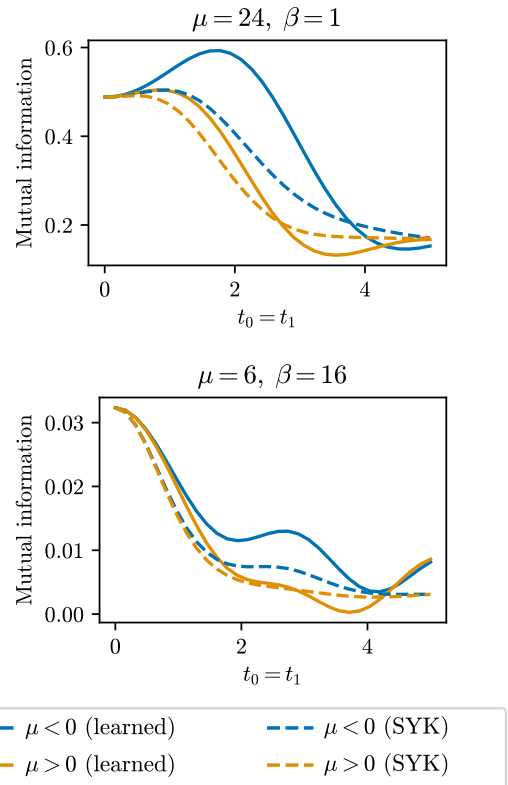 μ = 24, β = 1
Mutual information
0.6
0.4
0.2
0 2 4
t₀ = t₁
μ = 6, β = 16
Mutual information
0.03
0.02
0.01
0.00
0 2 4
t₀ = t₁
μ < 0 (learned) μ < 0 (SYK)
μ > 0 (learned) μ > 0 (SYK)